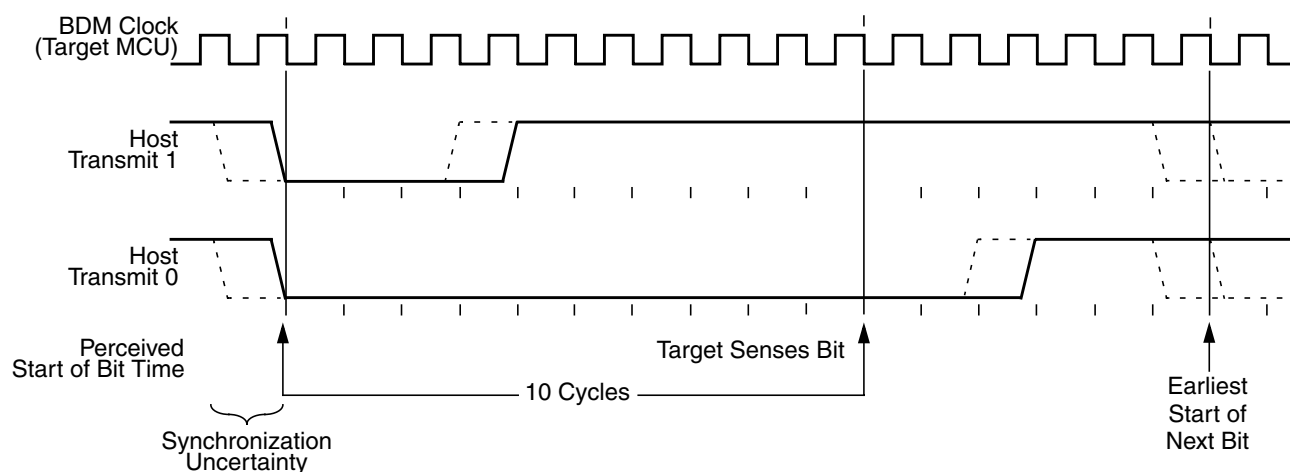 BDM Clock
(Target MCU)
Host
Transmit 1
Host
Transmit 0
Perceived
Start of Bit Time
Target Senses Bit
10 Cycles
Earliest
Start of
Next Bit
Synchronization
Uncertainty